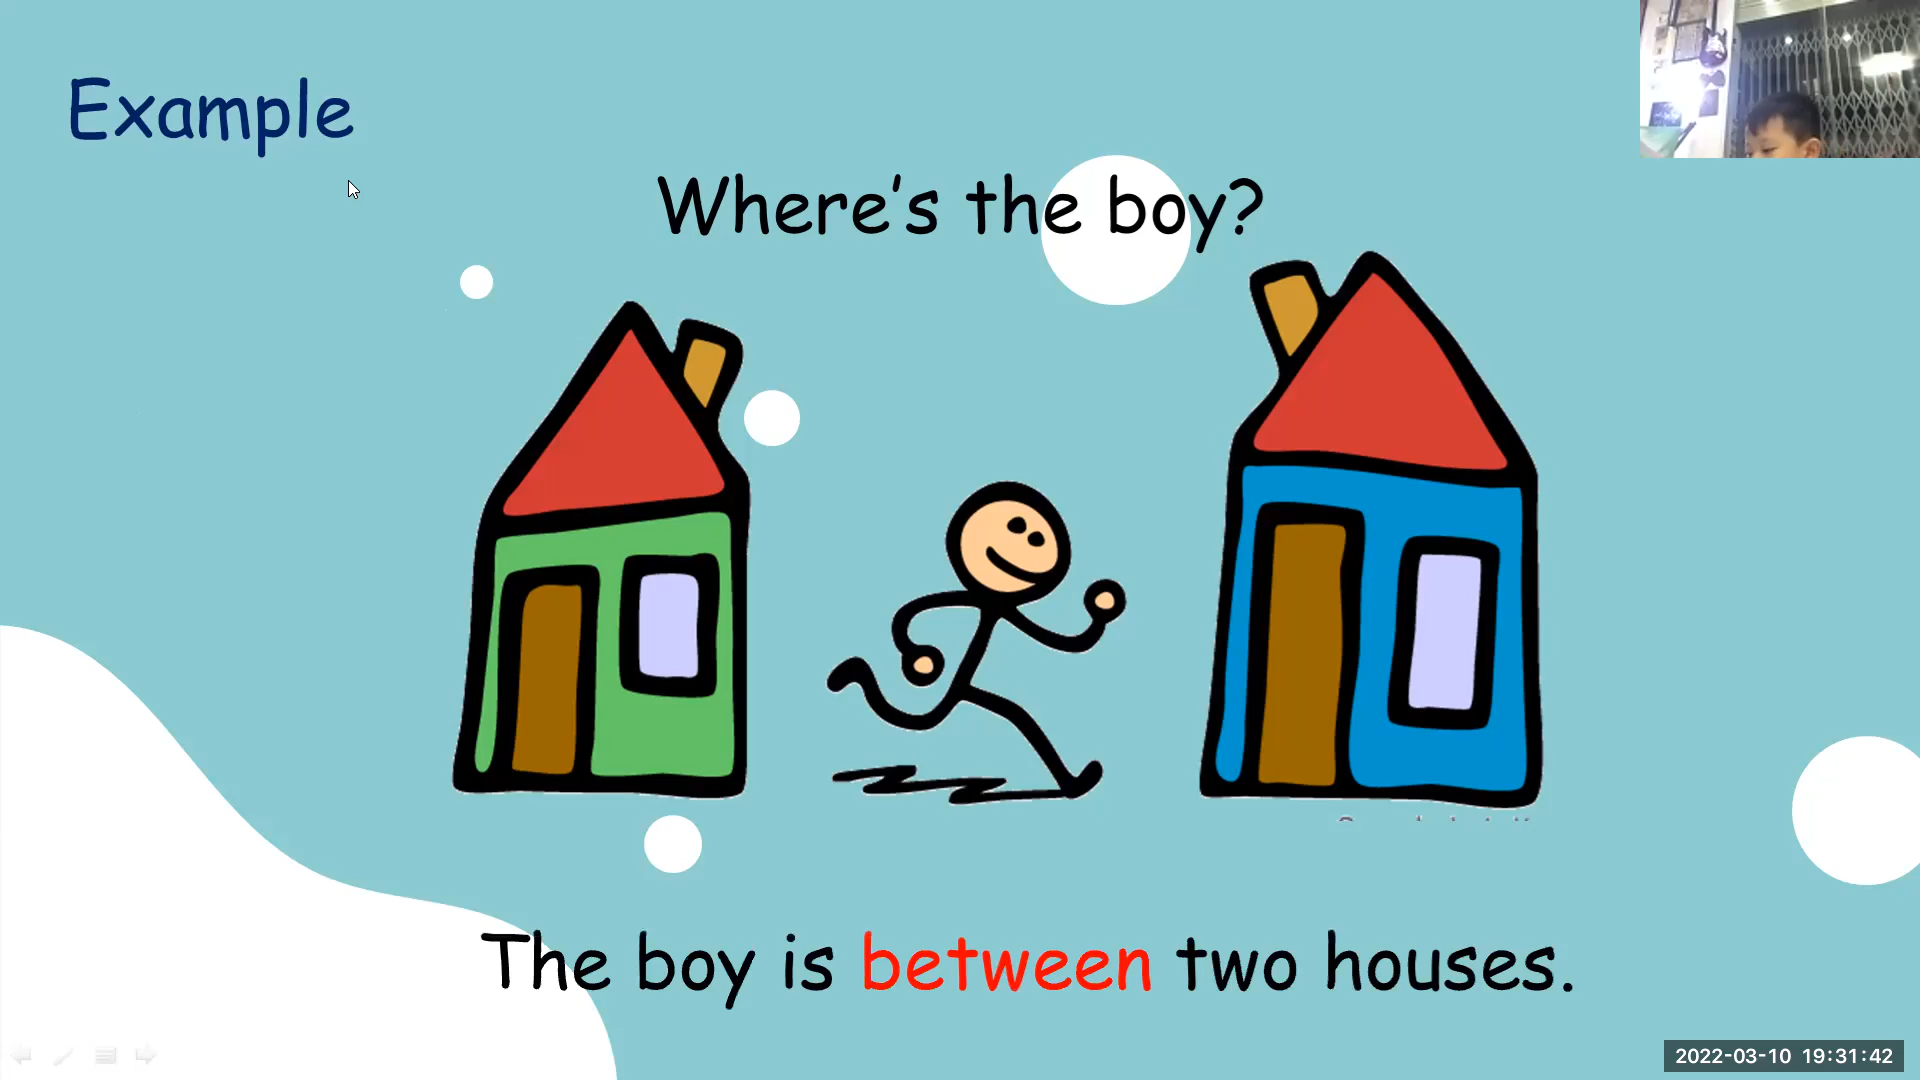 Example
Where's the boy?
The boy is between two houses.
2022-03-10 19:31:42